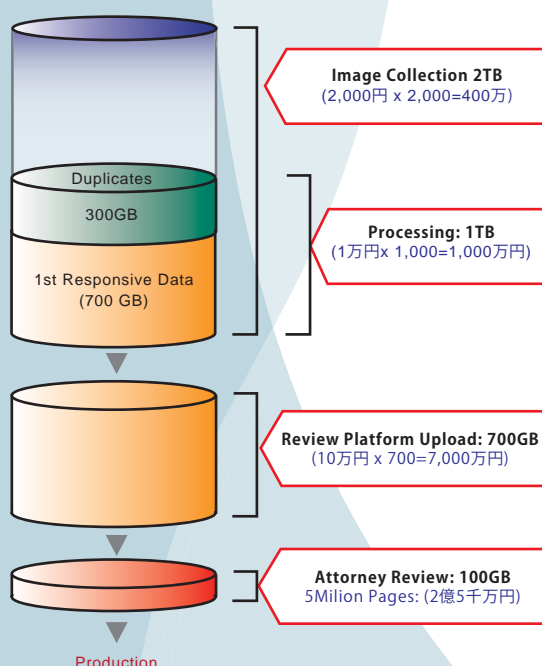 Image Collection 2TB
(2,000円 x 2,000=400万)
Duplicates
300GB
Processing: 1TB
(1万円x 1,000=1,000万円)
1st Responsive Data
(700 GB)
Review Platform Upload: 700GB
(10万円 x 700=7,000万円)
Attorney Review: 100GB
5Milion Pages: (2億5千万円)
Production